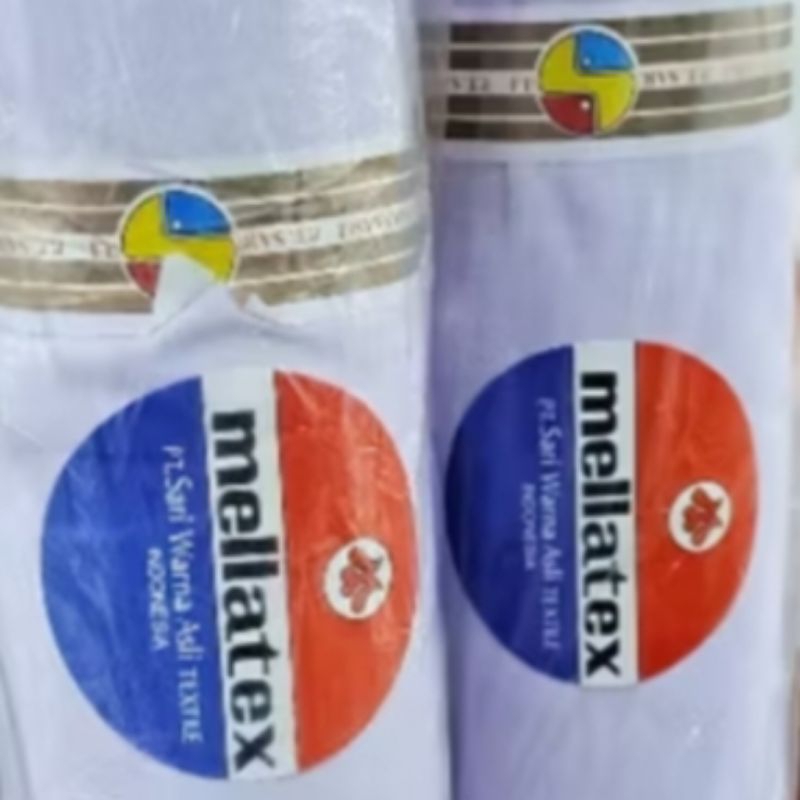 mellatex
PT. Sari Warna Asli TEXTILE
INDONESIA
mellatex
PT. Sari Warna Asli TEXTILE
INDONESIA